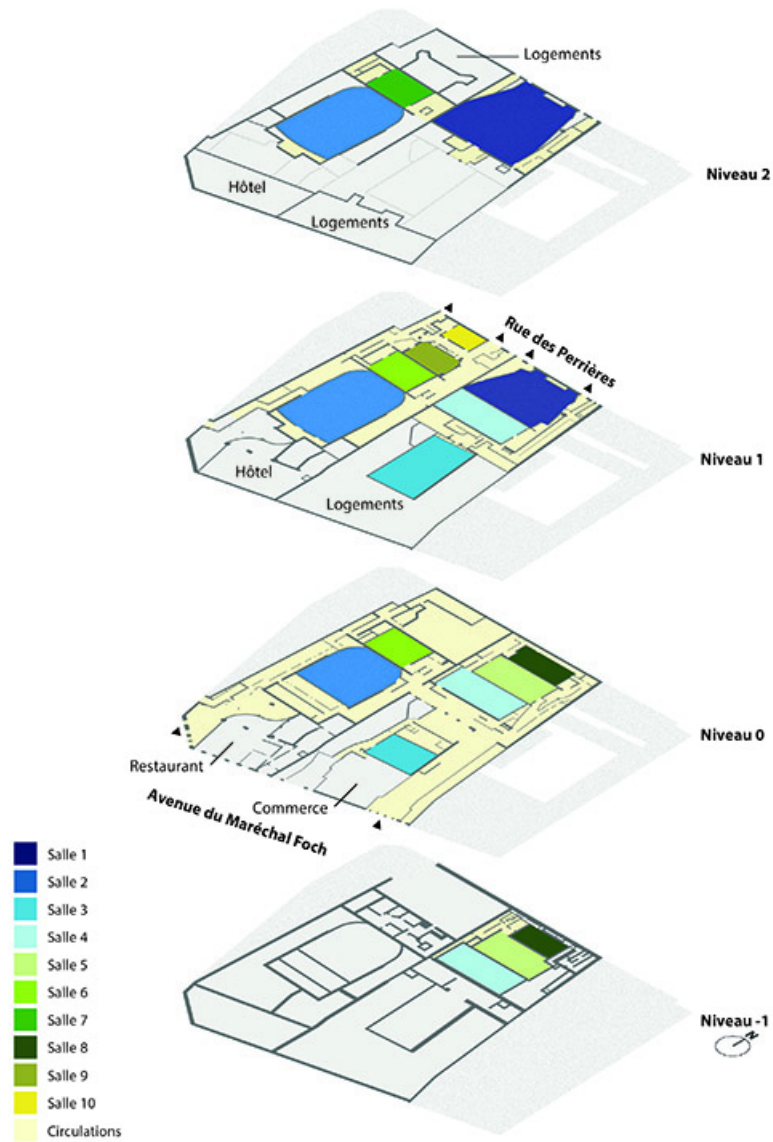 Logements
Niveau 2
Hôtel
Logements
Rue des Perrières
Niveau 1
Hôtel
Logements
Niveau 0
Restaurant
Commerce
Avenue du Maréchal Foch
Salle 1
Salle 2
Salle 3
Salle 4
Salle 5
Salle 6
Salle 7
Salle 8
Salle 9
Salle 10
Circulations
Niveau -1
N